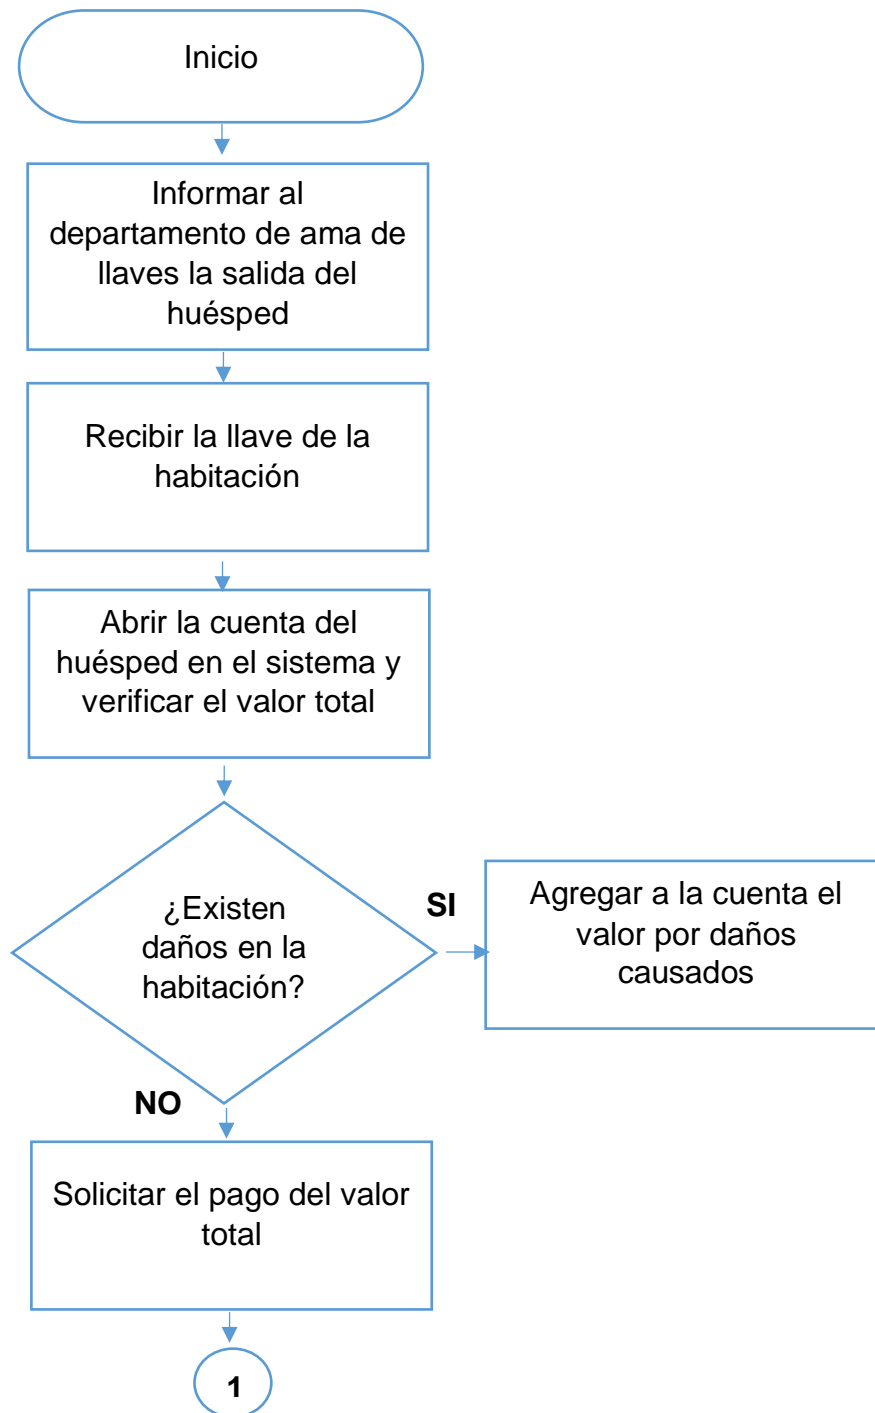 Inicio
Informar al
departamento de ama de
llaves la salida del
huésped
Recibir la llave de la
habitación
Abrir la cuenta del
huésped en el sistema y
verificar el valor total
¿Existen
daños en la
habitación?
SI
Agregar a la cuenta el
valor por daños
causados
NO
Solicitar el pago del valor
total
1